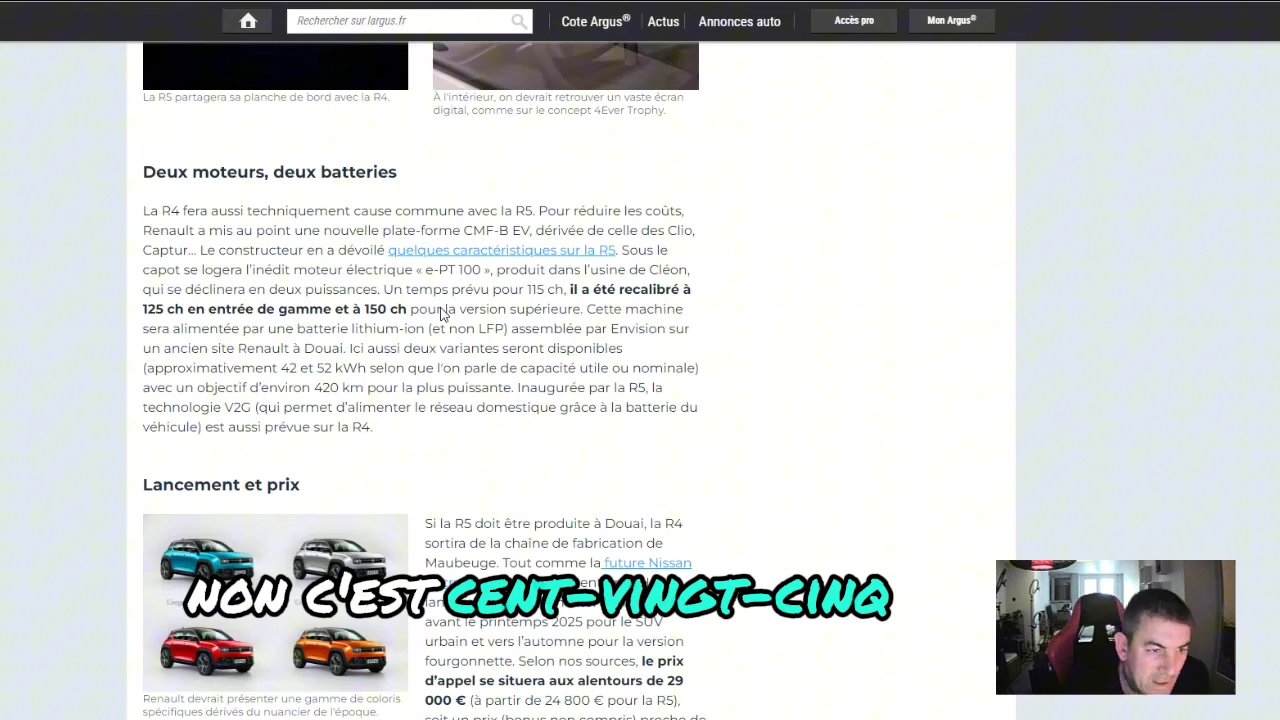 Rechercher sur largus.fr
Cote Argus®
Actus
Annonces auto
Accès pro
Mon Argus®
La R5 partagera sa planche de bord avec la R4.
À l'intérieur, on devrait retrouver un vaste écran
digital, comme sur le concept 4Ever Trophy.
Deux moteurs, deux batteries
La R4 fera aussi techniquement cause commune avec la R5. Pour réduire les coûts,
Renault a mis au point une nouvelle plate-forme CMF-B EV, dérivée de celle des Clio,
Captur... Le constructeur en a dévoilé quelques caractéristiques sur la R5. Sous le
capot se logera l'inédit moteur électrique « e-PT 100 », produit dans l'usine de Cléon,
qui se déclinera en deux puissances. Un temps prévu pour 115 ch, il a été recalibré à
125 ch en entrée de gamme et à 150 ch pour la version supérieure. Cette machine
sera alimentée par une batterie lithium-ion (et non LFP) assemblée par Envision sur
un ancien site Renault à Douai. Ici aussi deux variantes seront disponibles
(approximativement 42 et 52 kWh selon que l'on parle de capacité utile ou nominale)
avec un objectif d'environ 420 km pour la plus puissante. Inaugurée par la R5, la
technologie V2G (qui permet d'alimenter le réseau domestique grâce à la batterie du
véhicule) est aussi prévue sur la R4.
Lancement et prix
Si la R5 doit être produite à Douai, la R4
sortira de la chaîne de fabrication de
Maubeuge. Tout comme la future Nissan
NON C'EST CENT-VINGT-CINQ
avant le printemps 2025 pour le SUV
urbain et vers l'automne pour la version
fourgonnette. Selon nos sources, le prix
d'appel se situera aux alentours de 29
000 € (à partir de 24 800 € pour la R5),
soit un prix (bonus non compris) proche de
Renault devrait présenter une gamme de coloris
spécifiques dérivés du nuancier de l'époque.